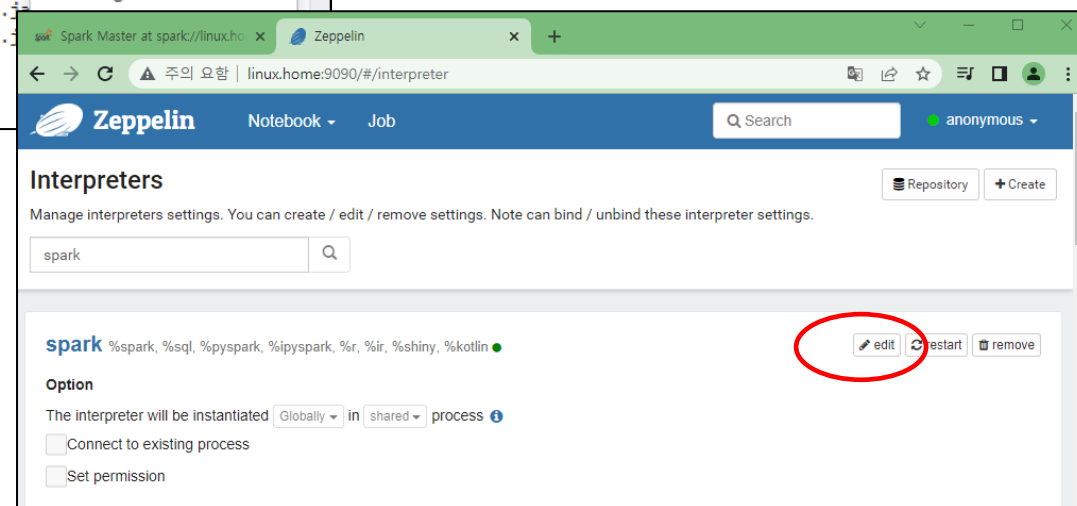 Spark Master at spark://linux.ho
Zeppelin
주의 요함 | linux.home:9090/#/interpreter
Zeppelin Notebook Job Search anonymous
Interpreters Repository +Create
Manage interpreters settings. You can create / edit / remove settings. Note can bind / unbind these interpreter settings.
spark
spark %spark, %sql, %pyspark, %ipyspark, %r, %ir, %shiny, %kotlin
edit restart remove
Option
The interpreter will be instantiated Globally in shared process
Connect to existing process
Set permission